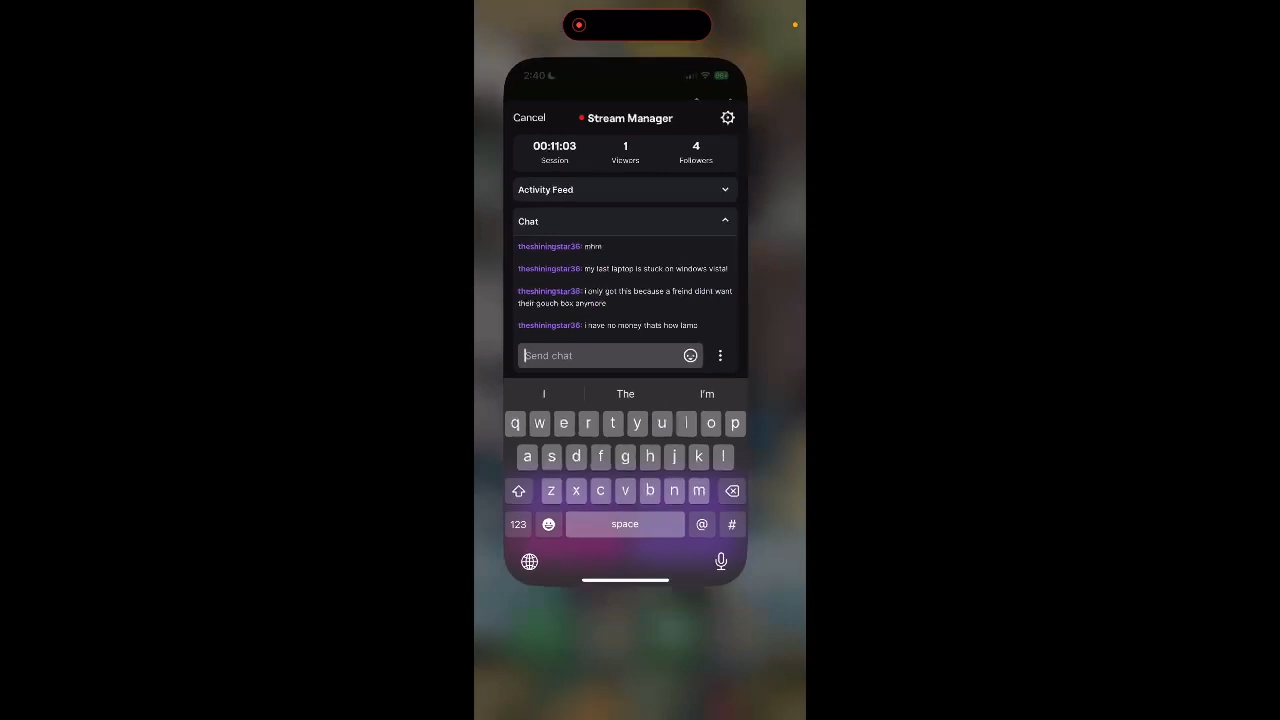 2:40
Cancel
Stream Manager
00:11:03
1
4
Session
Viewers
Followers
Activity Feed
Chat
theshiningstar36: mhm
theshiningstar36: my last laptop is stuck on windows vista!
theshiningstar36: i only got this because a freind didnt want
their gouch box anymore
theshiningstar36: i have no money thats how lamo
Send chat
I
The
I'm
q w e r t y u i o p
a s d f g h j k l
z x c v b n m
123
space
@
#